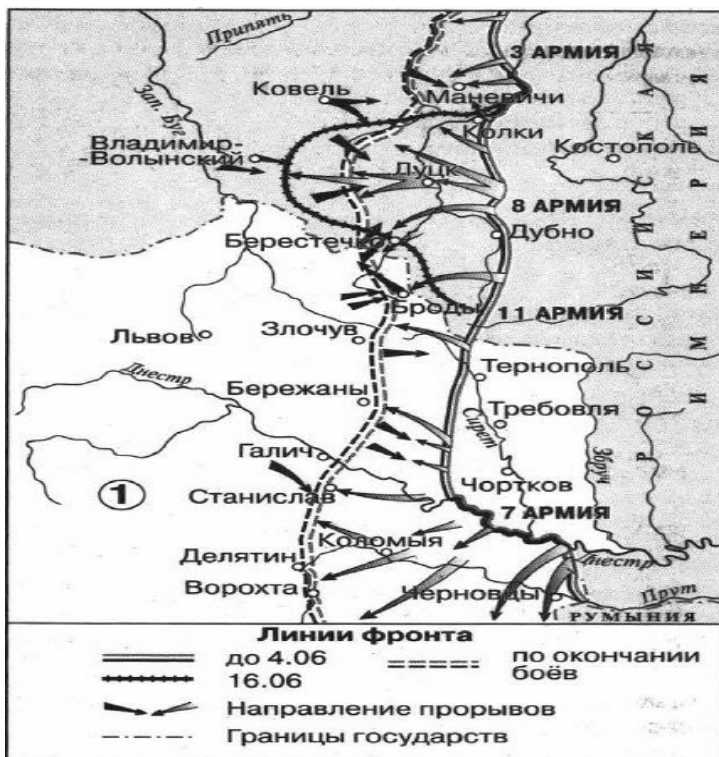 Припять
3 АРМИЯ
Ковель
Маневичи
Зап. Буг
Колки
Владимир-
-Волынский
Костополь
Луцк
8 АРМИЯ
Дубно
Берестечко
РОССИЙСКАЯ
ИМПЕРИЯ
Броды
11 АРМИЯ
Львов
Злочув
Днестр
Тернополь
Бережаны
Требовля
Серет
Збруч
Галич
1
Чортков
Станислав
7 АРМИЯ
Коломыя
Делятин
Днестр
Ворохта
Черновцы
Прут
РУМЫНИЯ
Линии фронта
до 4.06
по окончании
боёв
16.06
Направление прорывов
Границы государств